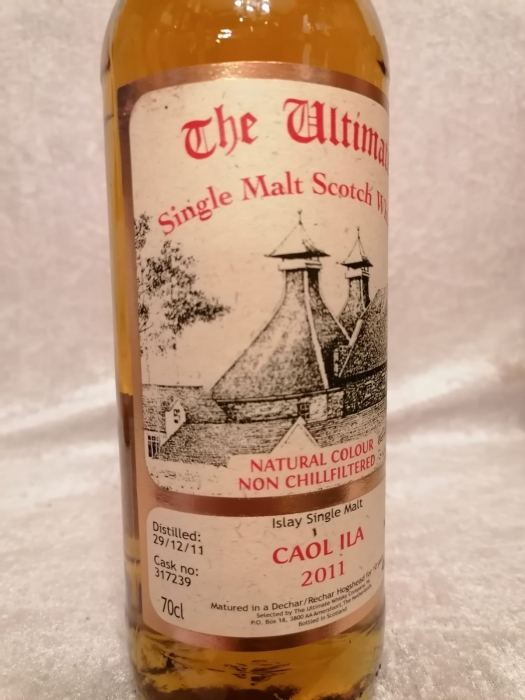 The Ultima
Single Malt Scotch W
NATURAL COLOUR
NON CHILLFILTERED
Islay Single Malt
CAOL ILA
2011
Distilled:
29/12/11
Cask no:
317239
70cl
Matured in a Dechar/Rechar Hogshead for
Selected by The Ultimate Whisky Company
P.O. Box 18, 3800 AA Amersfoort, The Netherlands
Bottled in Scotland